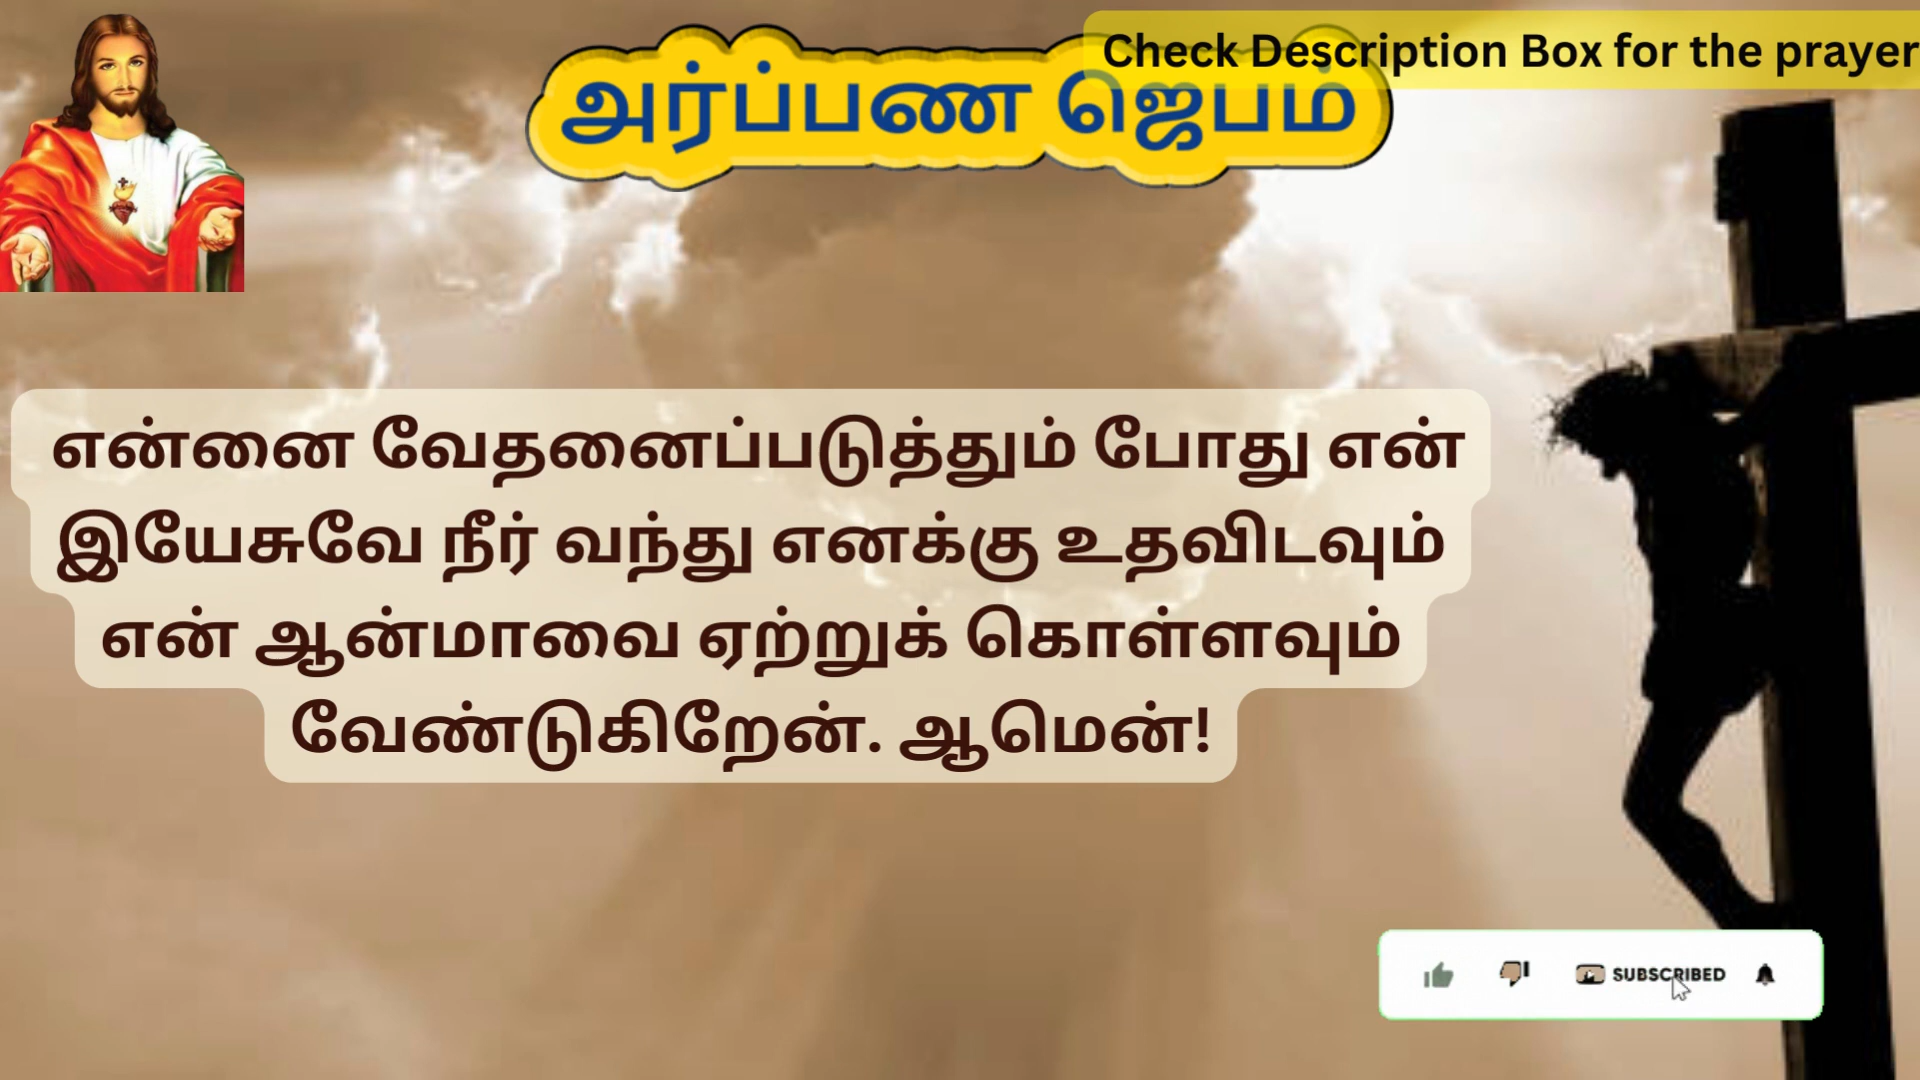 Check Description Box for the prayer
அர்ப்பண ஜெபம்
என்னை வேதனைப்படுத்தும் போது என்
இயேசுவே நீர் வந்து எனக்கு உதவிடவும்
என் ஆன்மாவை ஏற்றுக் கொள்ளவும்
வேண்டுகிறேன். ஆமென்!
SUBSCRIBED